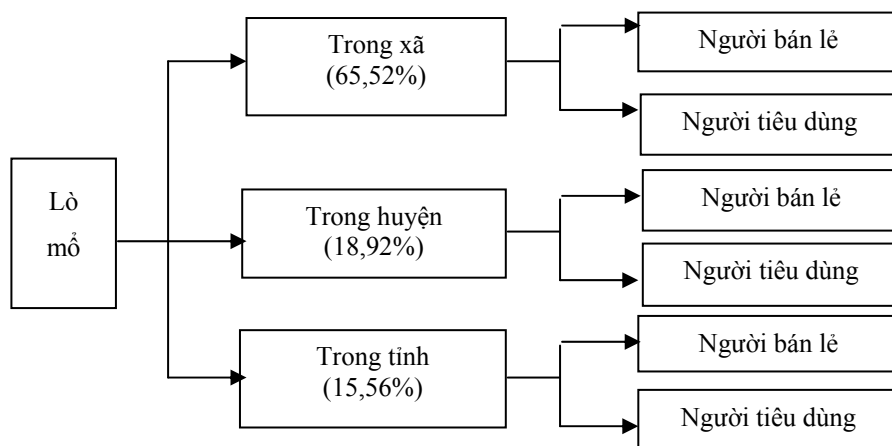 Lò
mổ
Trong xã
(65,52%)
Người bán lẻ
Người tiêu dùng
Trong huyện
(18,92%)
Người bán lẻ
Người tiêu dùng
Trong tỉnh
(15,56%)
Người bán lẻ
Người tiêu dùng